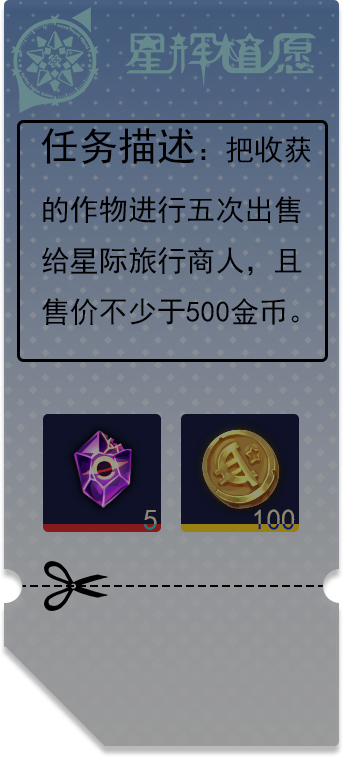 星辉植愿
任务描述：把收获
的作物进行五次出售
给星际旅行商人，且
售价不少于500金币。
5
100